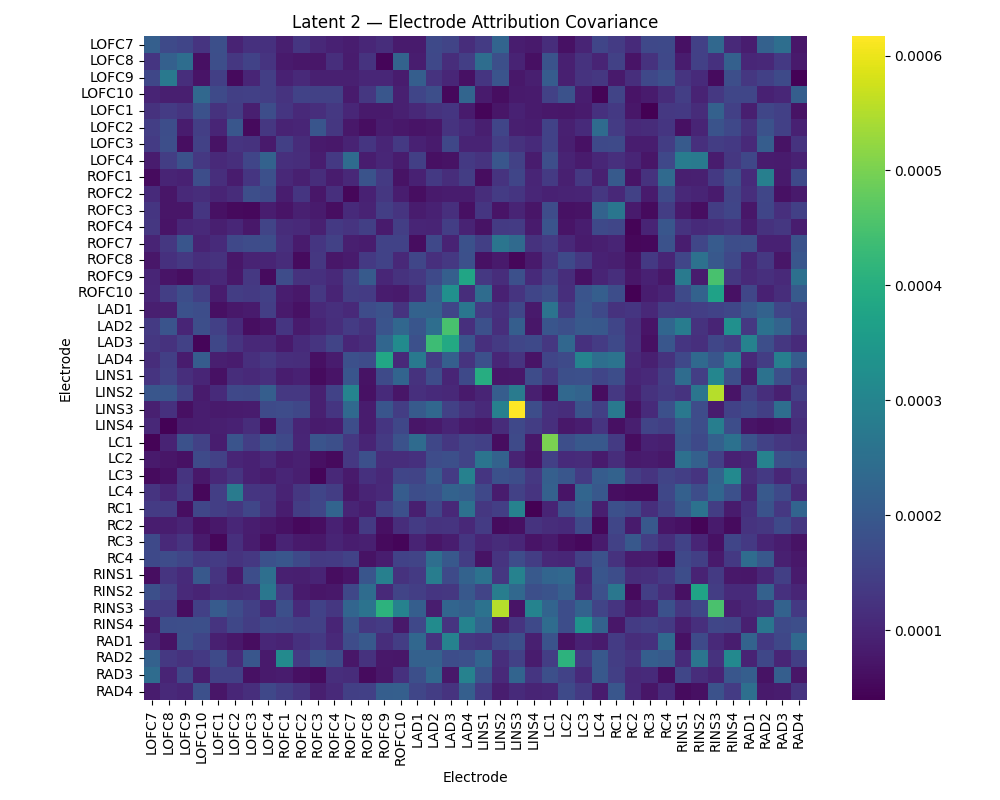 Latent 2 — Electrode Attribution Covariance
Electrode
LOFC7
LOFC8
LOFC9
LOFC10
LOFC1
LOFC2
LOFC3
LOFC4
ROFC1
ROFC2
ROFC3
ROFC4
ROFC7
ROFC8
ROFC9
ROFC10
LAD1
LAD2
LAD3
LAD4
LINS1
LINS2
LINS3
LINS4
LC1
LC2
LC3
LC4
RC1
RC2
RC3
RC4
RINS1
RINS2
RINS3
RINS4
RAD1
RAD2
RAD3
RAD4
LOFC7 LOFC8 LOFC9 LOFC10 LOFC1 LOFC2 LOFC3 LOFC4 ROFC1 ROFC2 ROFC3 ROFC4 ROFC7 ROFC8 ROFC9 ROFC10 LAD1 LAD2 LAD3 LAD4 LINS1 LINS2 LINS3 LINS4 LC1 LC2 LC3 LC4 RC1 RC2 RC3 RC4 RINS1 RINS2 RINS3 RINS4 RAD1 RAD2 RAD3 RAD4
Electrode
0.0006
0.0005
0.0004
0.0003
0.0002
0.0001